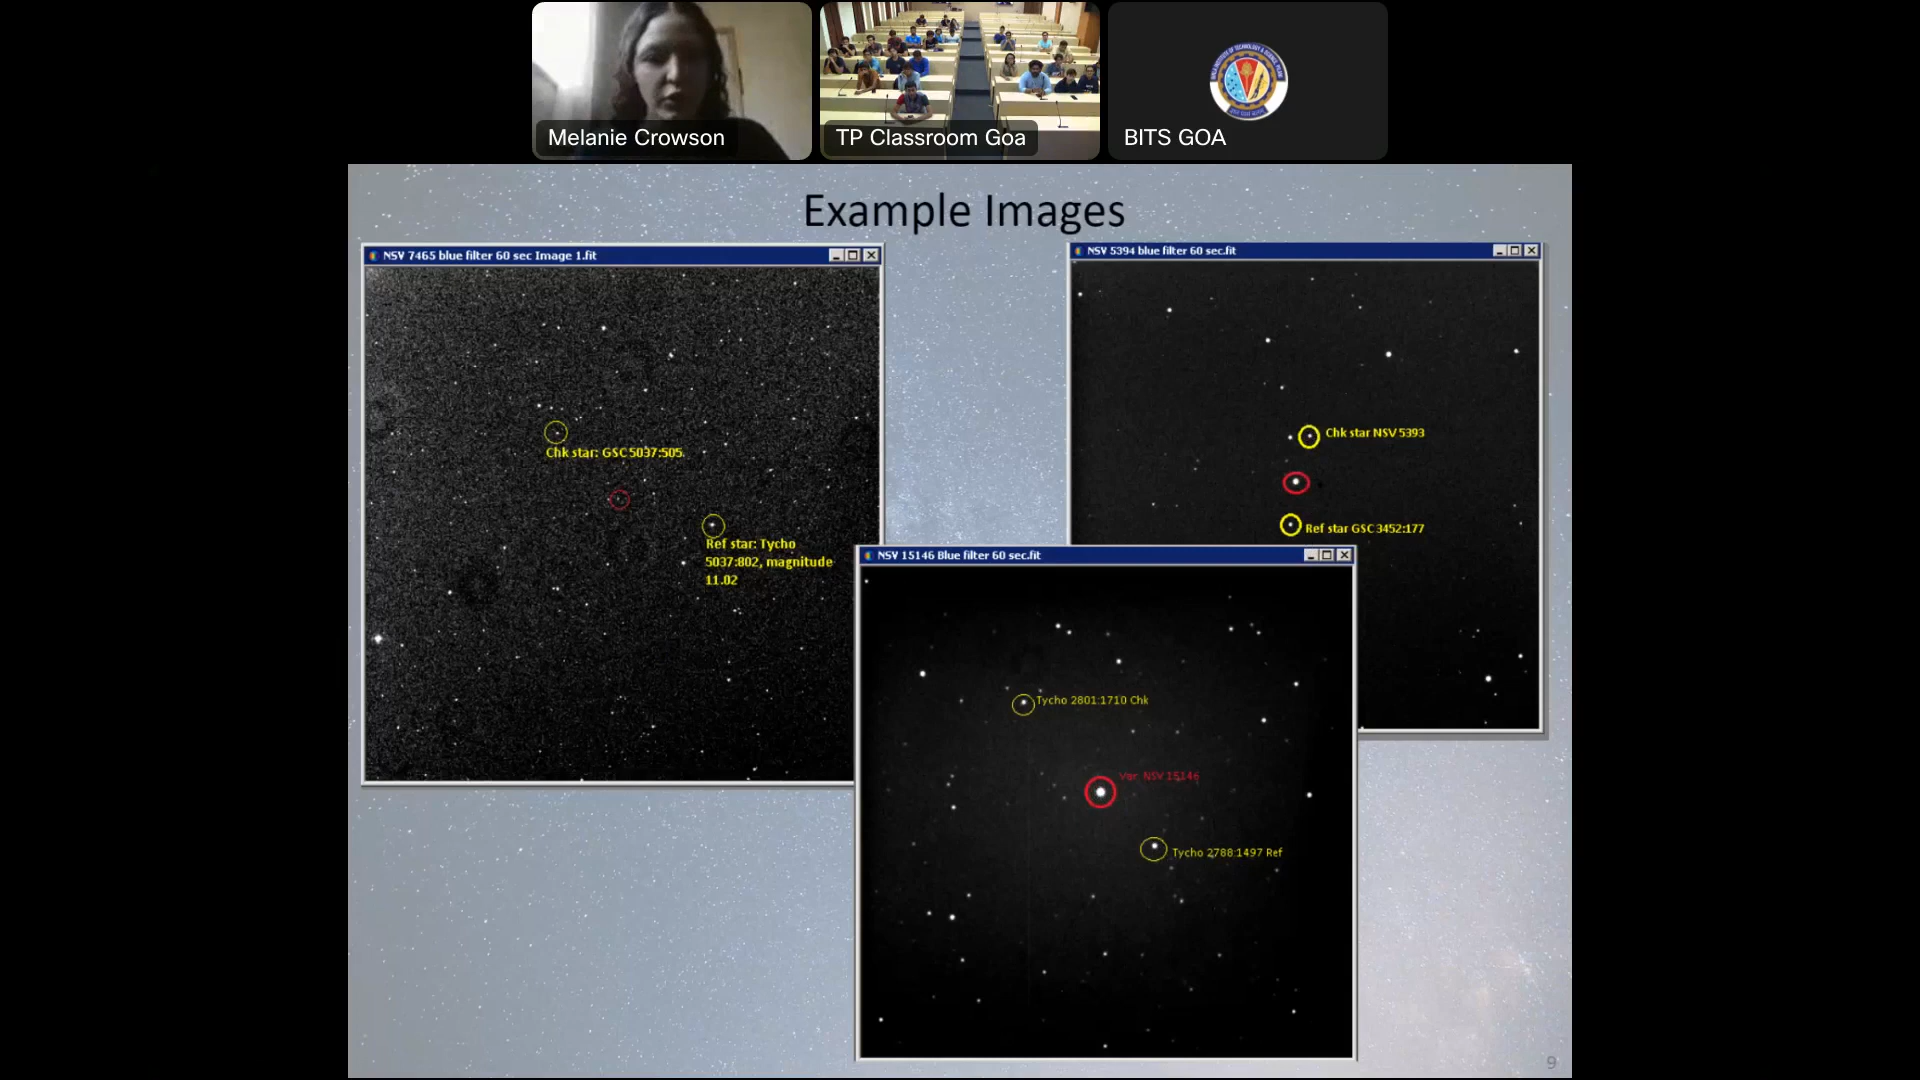 Melanie Crowson
TP Classroom Goa
BITS GOA
Example Images
NSV 7465 blue filter 60 sec Image 1.fit
Chk star: GSC 5037:505.
Ref star: Tycho
5037:802, magnitude
11.02
NSV 5394 blue filter 60 sec.fit
Chk star NSV 5393
Ref star GSC 3452:177
NSV 15146 Blue filter 60 sec.fit
Tycho 2801:1710 Chk
Var: NSV 15146
Tycho 2788:1497 Ref
9